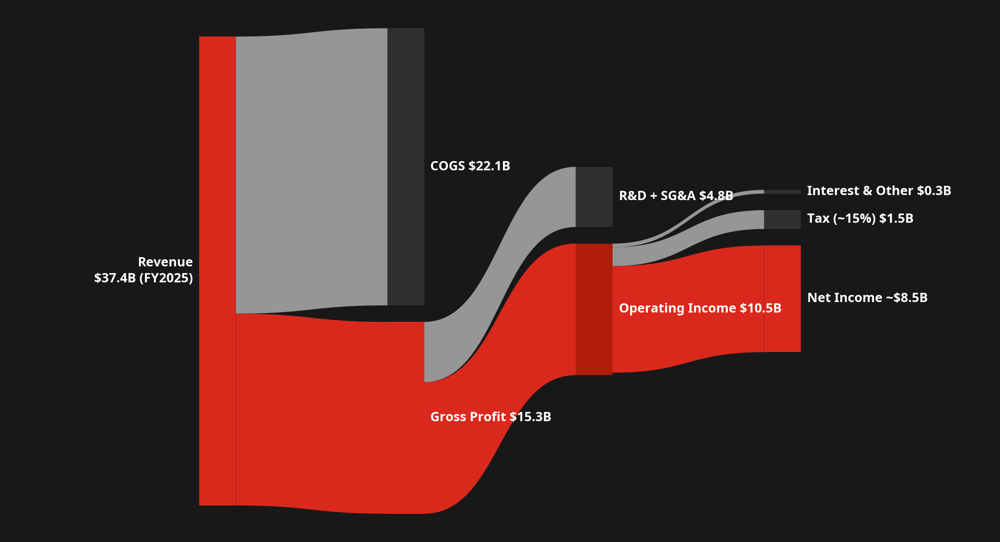 Revenue
$37.4B (FY2025)
COGS $22.1B
Gross Profit $15.3B
R&D + SG&A $4.8B
Operating Income $10.5B
Interest & Other $0.3B
Tax (~15%) $1.5B
Net Income ~$8.5B